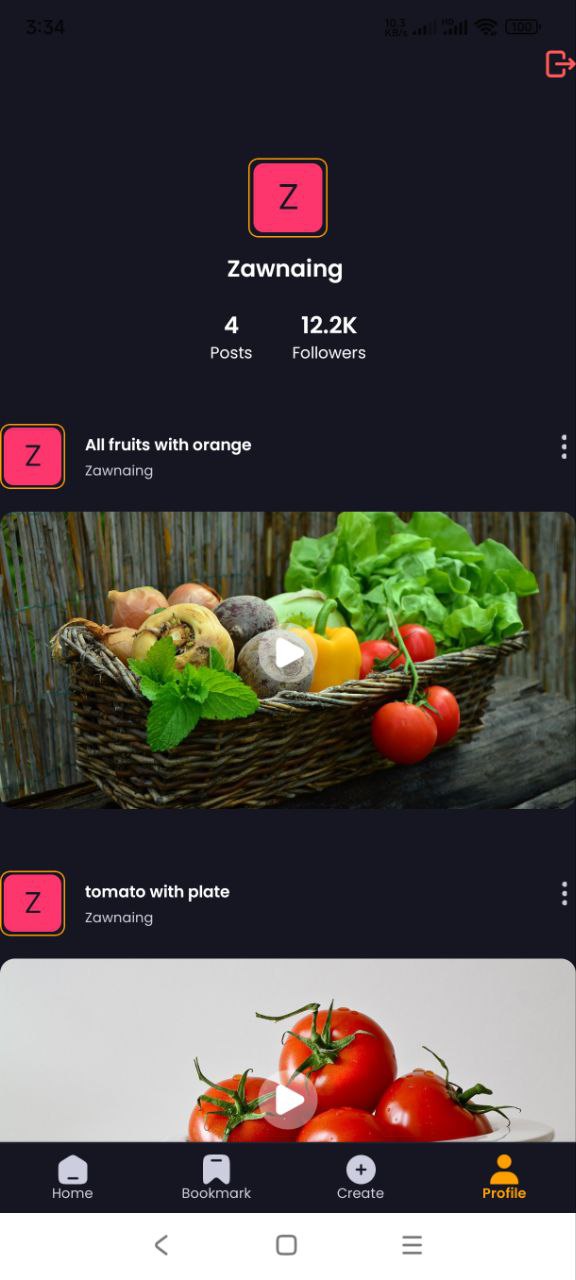 3:34
10.3
KB/s
HD
100
Z
Zawnaing
4
Posts
12.2K
Followers
Z
All fruits with orange
Zawnaing
Z
tomato with plate
Zawnaing
Home
Bookmark
Create
Profile